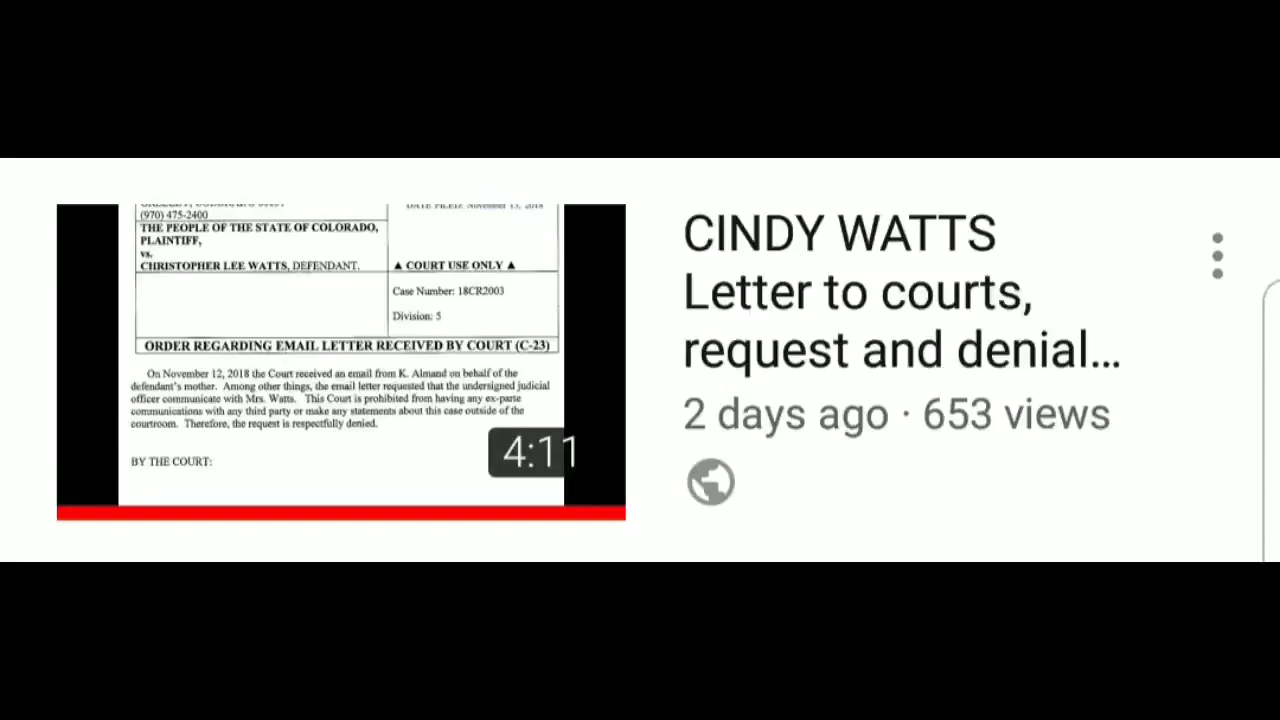 (970) 475-2400
THE PEOPLE OF THE STATE OF COLORADO,
PLAINTIFF,
vs.
CHRISTOPHER LEE WATTS, DEFENDANT.
DATE FILED: November 13, 2018
▲ COURT USE ONLY ▲
Case Number: 18CR2003
Division: 5
ORDER REGARDING EMAIL LETTER RECEIVED BY COURT (C-23)
On November 12, 2018 the Court received an email from K. Almand on behalf of the
defendant's mother. Among other things, the email letter requested that the undersigned judicial
officer communicate with Mrs. Watts. This Court is prohibited from having any ex-parte
communications with any third party or make any statements about this case outside of the
courtroom. Therefore, the request is respectfully denied.
BY THE COURT:
4:11
CINDY WATTS
Letter to courts,
request and denial...
2 days ago · 653 views